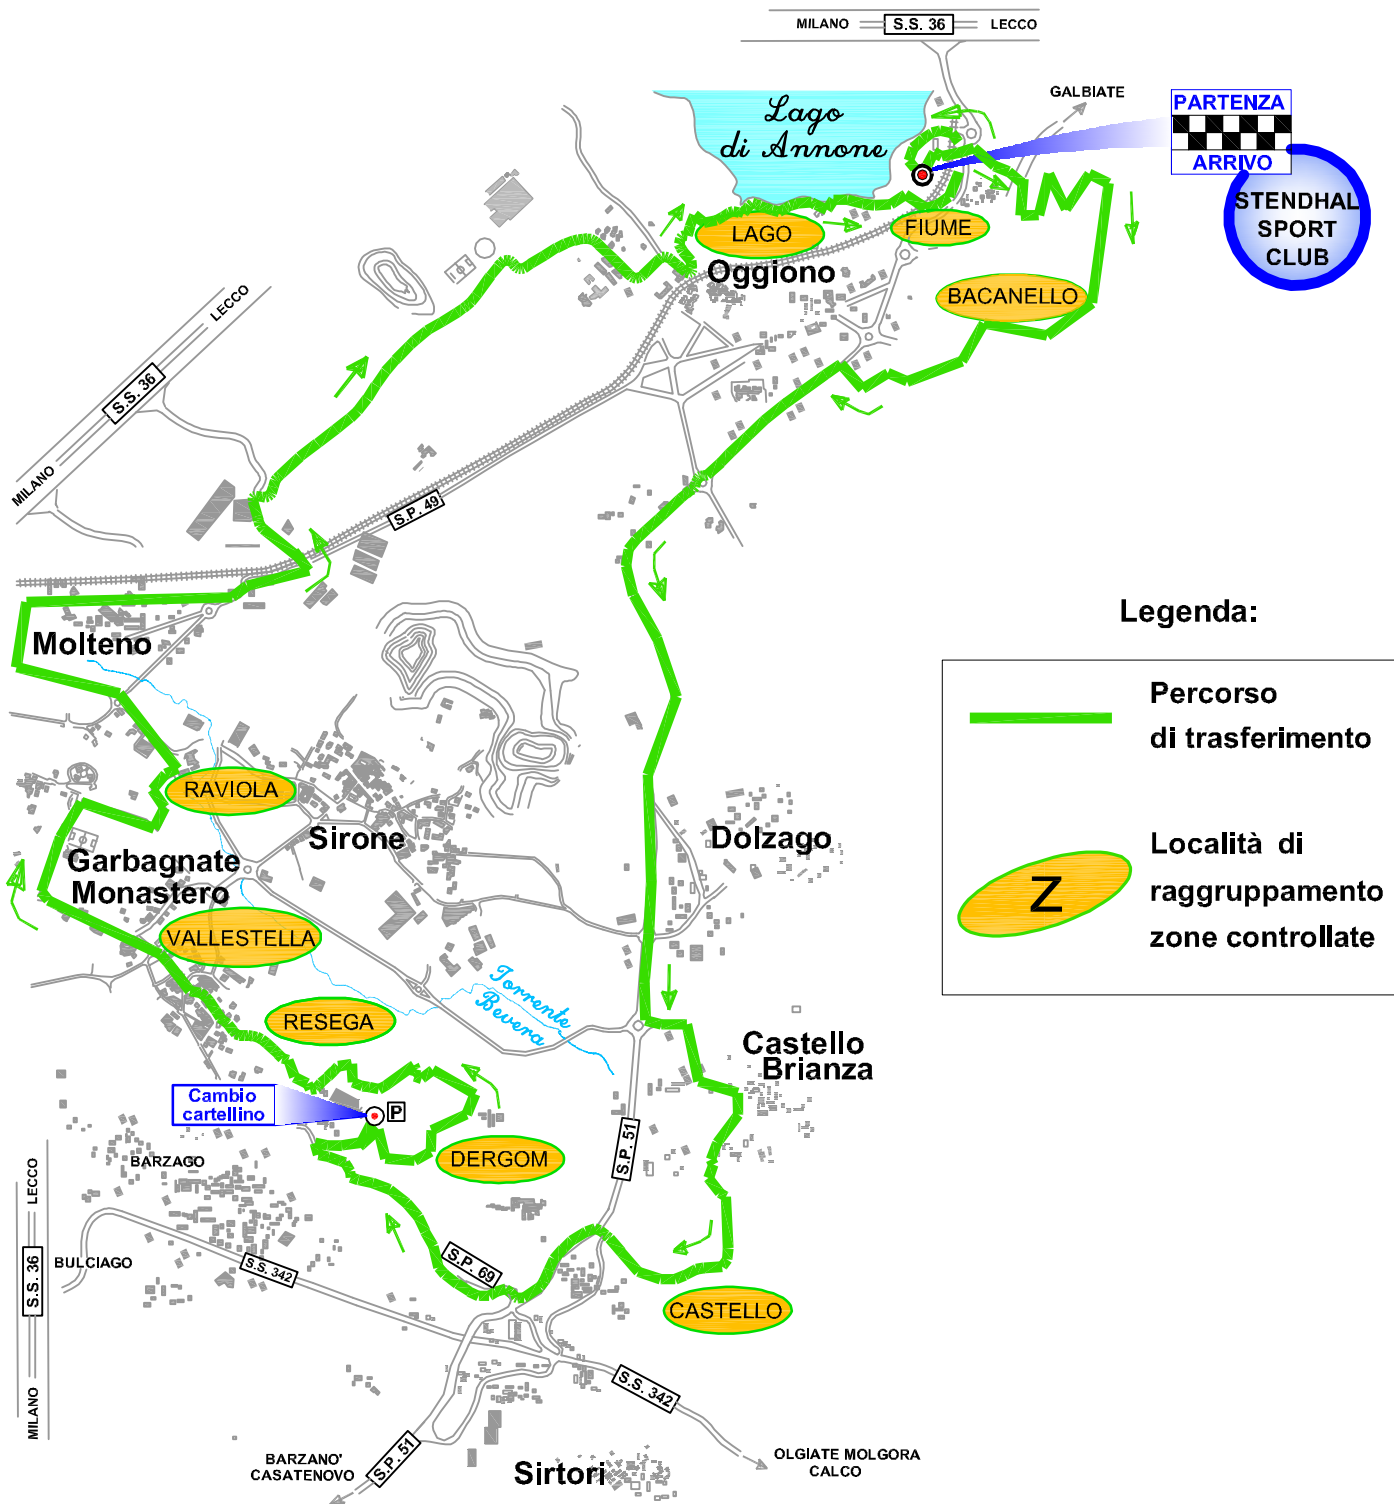 MILANO
S.S. 36
LECCO
GALBIATE
PARTENZA
ARRIVO
STENDHAL
SPORT
CLUB
Lago
di Annone
LAGO
FIUME
Oggiono
BACANELLO
LECCO
S.S. 36
MILANO
S.P. 49
Molteno
RAVIOLA
Sirone
Garbagnate
Monastero
VALLESTELLA
Dolzago
Legenda:
Percorso
di trasferimento
Z
Località di
raggruppamento
zone controllate
Torrente
Bevera
RESEGA
Castello
Brianza
Cambio
cartellino
P
DERGOM
S.P. 51
BARZAGO
LECCO
S.S. 36
MILANO
BULCIAGO
S.S. 342
S.P. 69
CASTELLO
S.S. 342
BARZANO'
CASATENOVO
S.P. 51
Sirtori
OLGIATE MOLGORA
CALCO